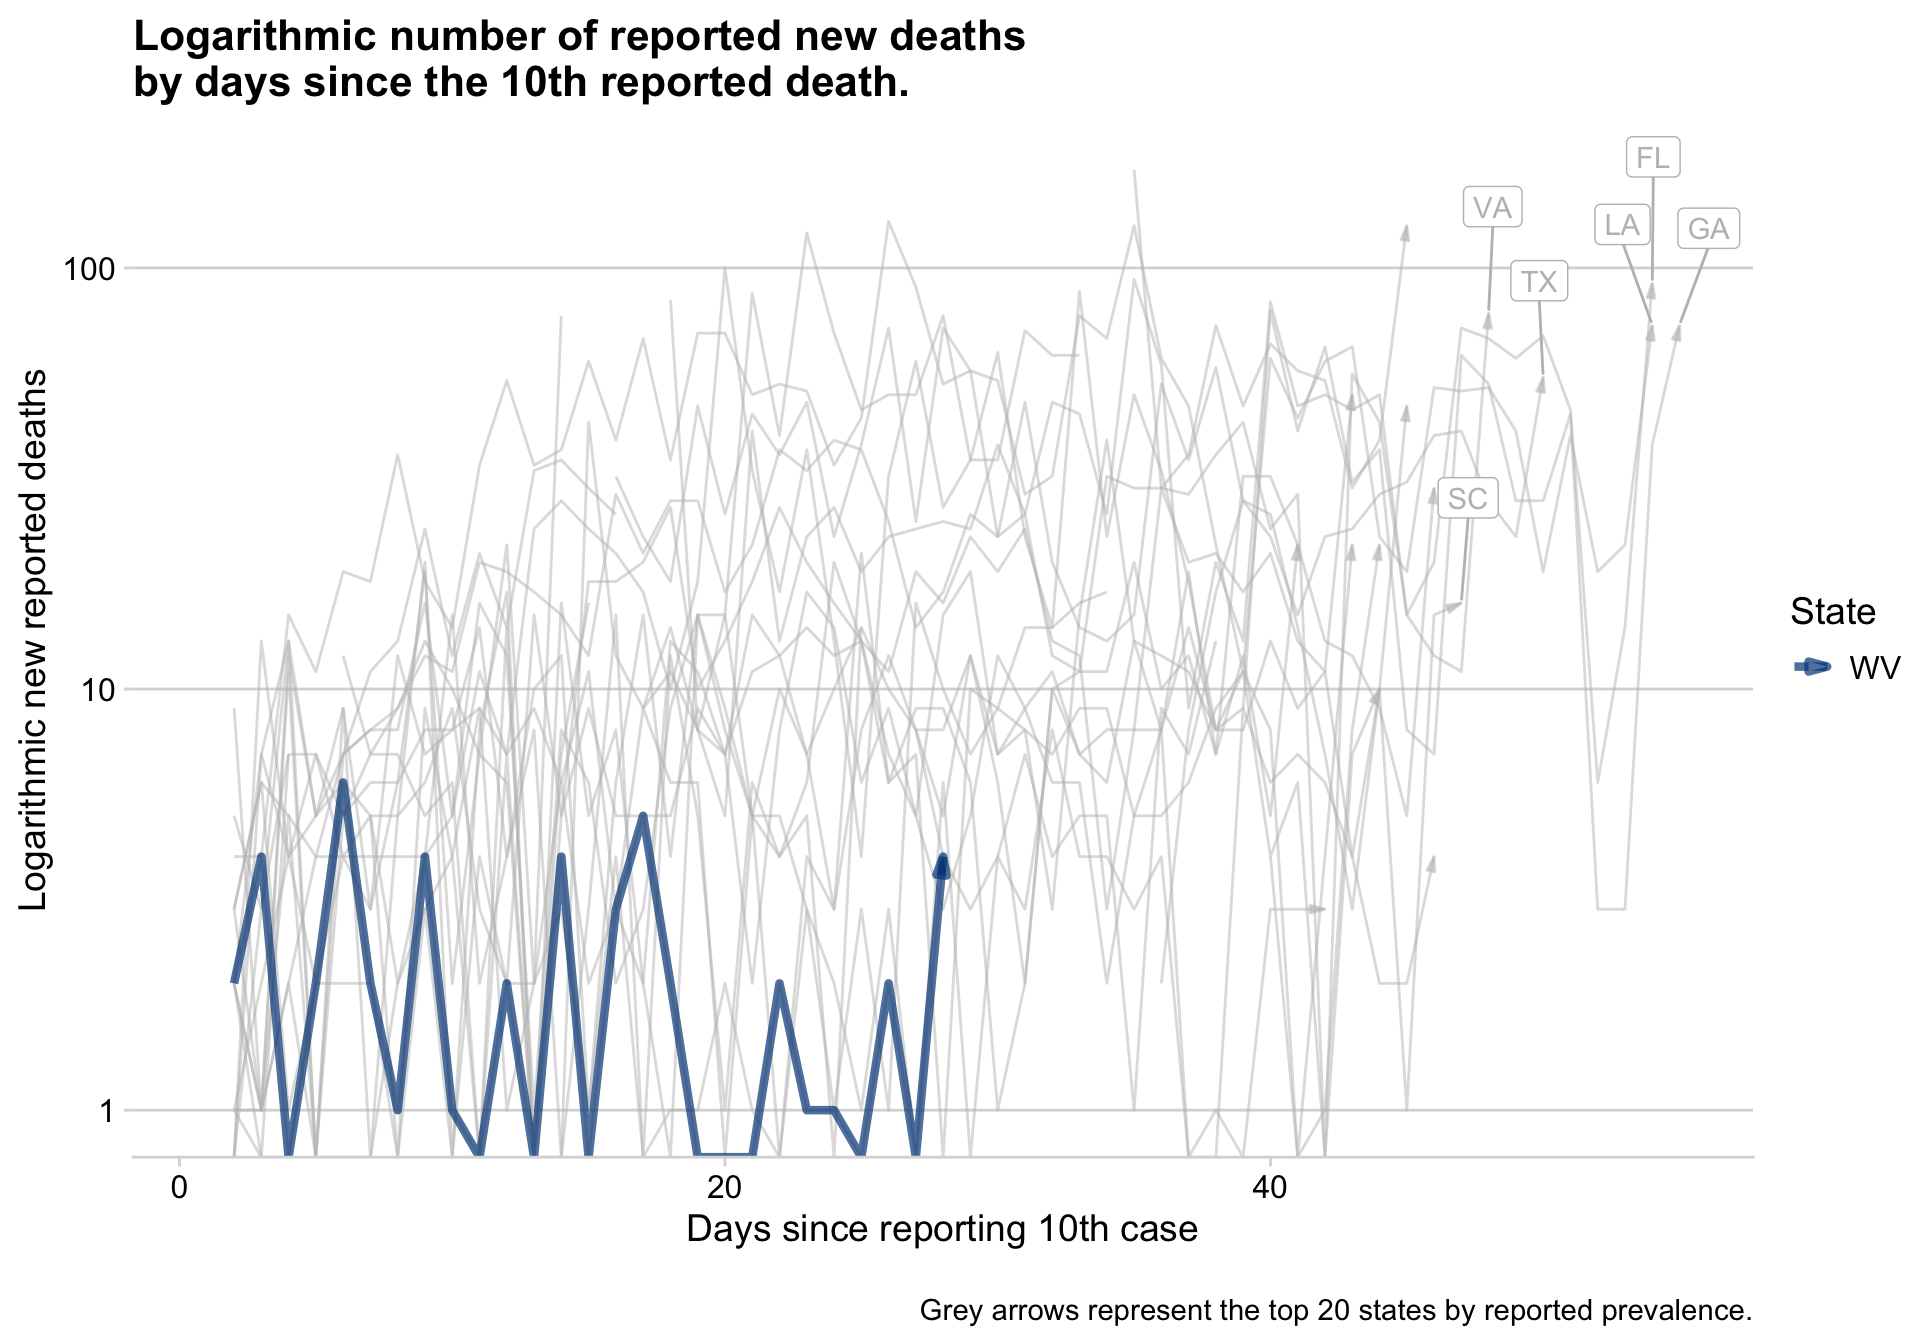 Logarithmic number of reported new deaths
by days since the 10th reported death.
Logarithmic new reported deaths
100
10
1
FL
VA
LA
GA
TX
SC
State
WV
0
20
40
Days since reporting 10th case
Grey arrows represent the top 20 states by reported prevalence.